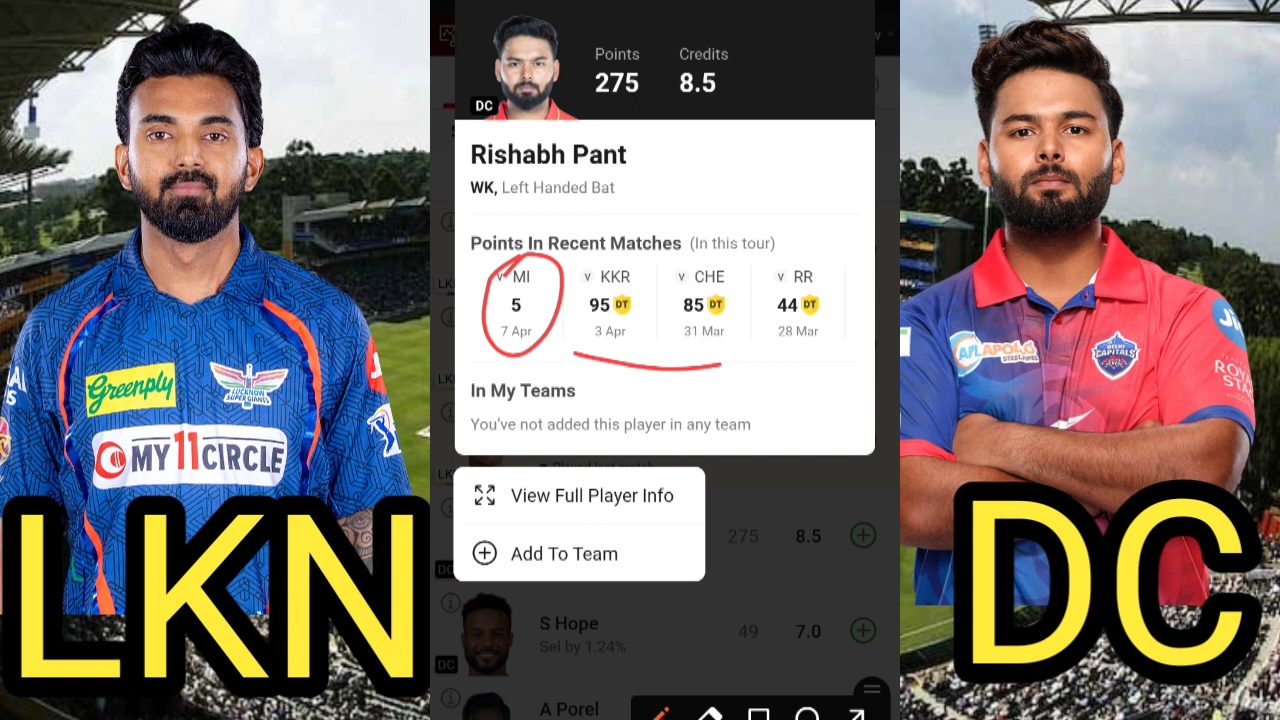 Points
Credits
275
8.5
DC
Rishabh Pant
WK, Left Handed Bat
Points In Recent Matches (In this tour)
v MI
v KKR
v CHE
v RR
5
95 DT
85 DT
44 DT
7 Apr
3 Apr
31 Mar
28 Mar
In My Teams
You've not added this player in any team
View Full Player Info
Add To Team
275
8.5
DC
S Hope
Sel by 1.24%
49
7.0
DC
A Porel
Greenply
LUCKNOW
SUPER GIANTS
MY11CIRCLE
APL APOLLO
STEEL PIPES
DELHI
CAPITALS
LKN
DC